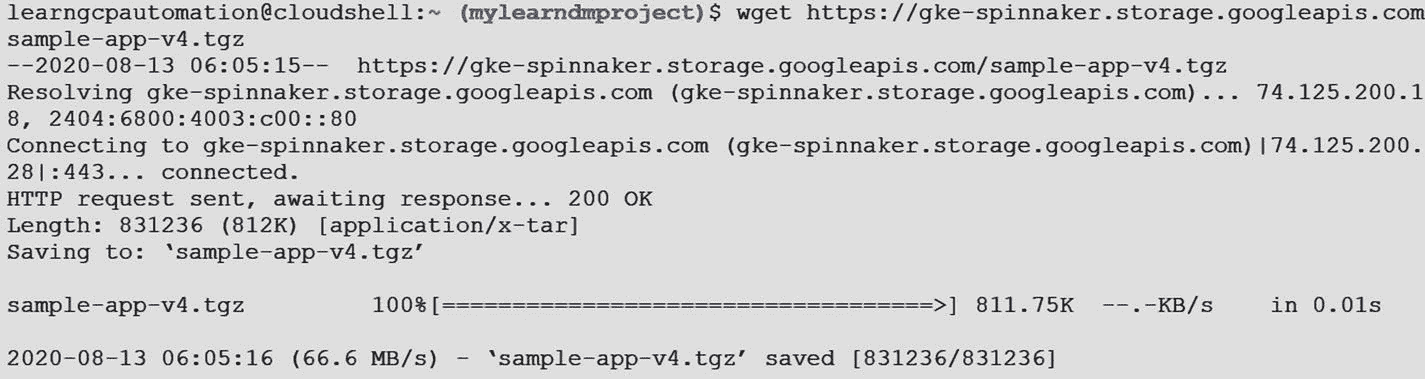 learngcpautomation@cloudshell:~ (mylearndmproject)$ wget https://gke-spinnaker.storage.googleapis.com
sample-app-v4.tgz
--2020-08-13 06:05:15--  https://gke-spinnaker.storage.googleapis.com/sample-app-v4.tgz
Resolving gke-spinnaker.storage.googleapis.com (gke-spinnaker.storage.googleapis.com)... 74.125.200.1
8, 2404:6800:4003:c00::80
Connecting to gke-spinnaker.storage.googleapis.com (gke-spinnaker.storage.googleapis.com)|74.125.200.
28|:443... connected.
HTTP request sent, awaiting response... 200 OK
Length: 831236 (812K) [application/x-tar]
Saving to: ‘sample-app-v4.tgz’
sample-app-v4.tgz         100%[===================================>] 811.75K  --.-KB/s    in 0.01s
2020-08-13 06:05:16 (66.6 MB/s) - ‘sample-app-v4.tgz’ saved [831236/831236]